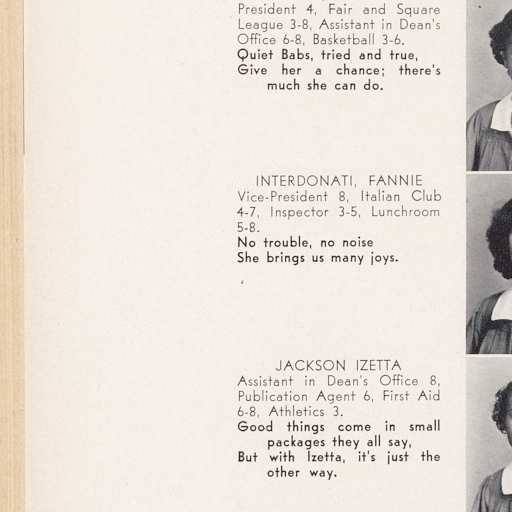 President 4, Fair and Square
League 3-8, Assistant in Dean's
Office 6-8, Basketball 3-6.
Quiet Babs, tried and true,
Give her a chance; there's
much she can do.
INTERDONATI, FANNIE
Vice-President 8, Italian Club
4-7, Inspector 3-5, Lunchroom
5-8.
No trouble, no noise
She brings us many joys.
JACKSON IZETTA
Assistant in Dean's Office 8,
Publication Agent 6, First Aid
6-8, Athletics 3.
Good things come in small
packages they all say,
But with Izetta, it's just the
other way.